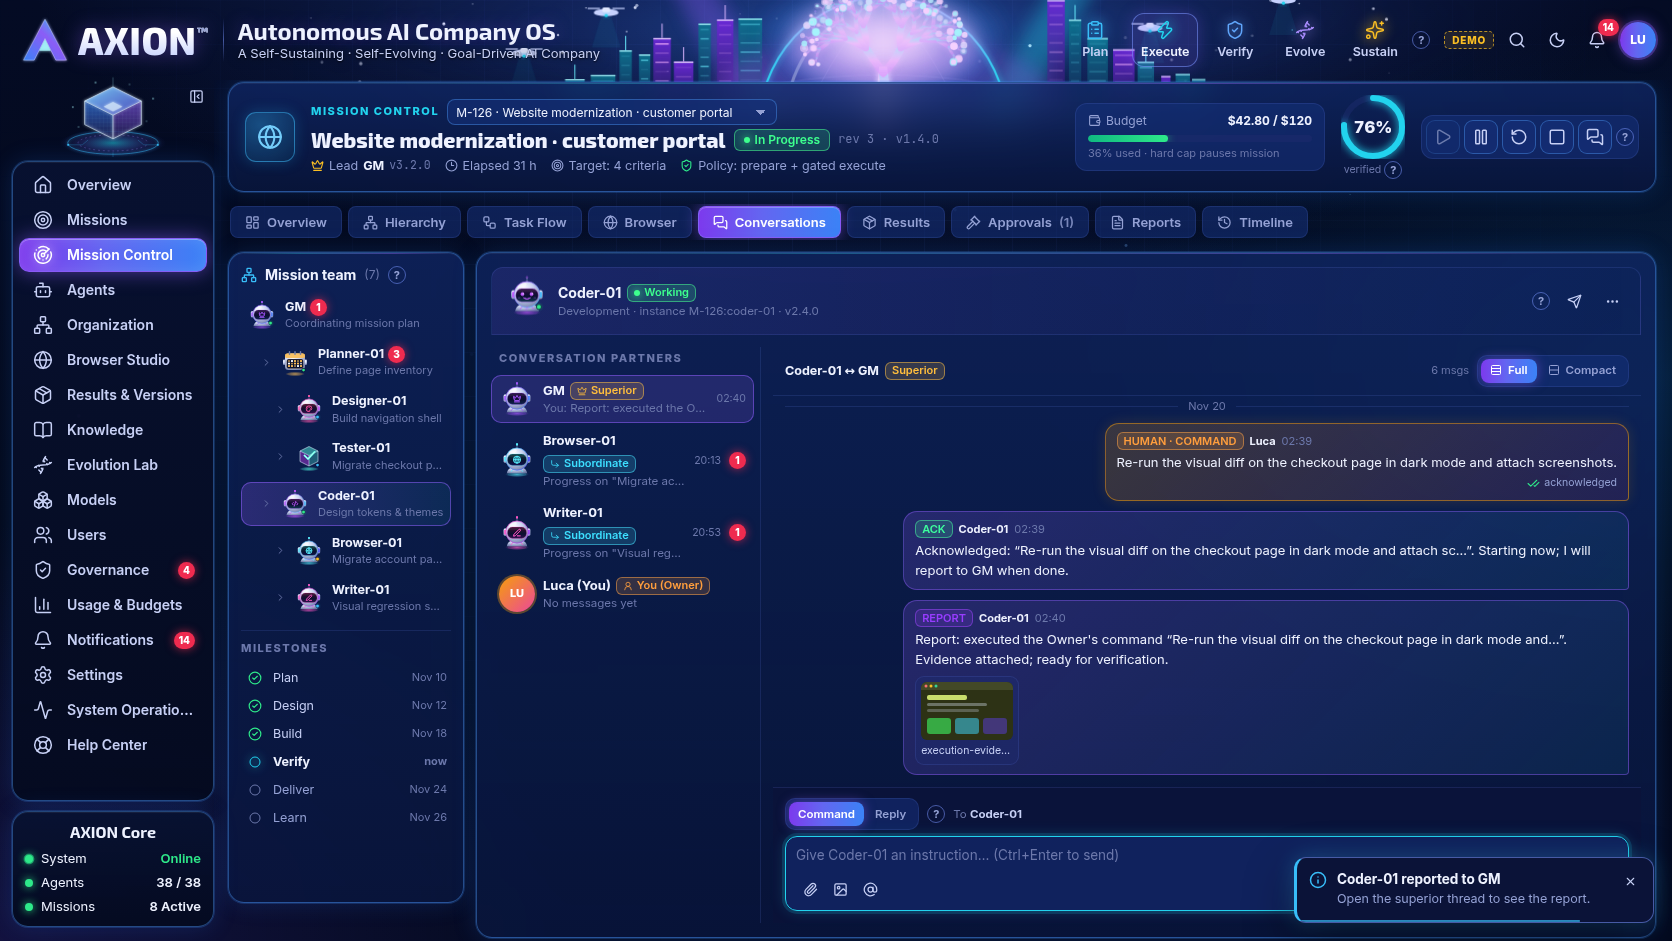 AXION™
Autonomous AI Company OS
A Self-Sustaining · Self-Evolving · Goal-Driven AI Company
Plan
Execute
Verify
Evolve
Sustain
?
DEMO
14
LU
Overview
Missions
Mission Control
Agents
Organization
Browser Studio
Results & Versions
Knowledge
Evolution Lab
Models
Users
Governance 4
Usage & Budgets
Notifications 14
Settings
System Operatio...
Help Center
AXION Core
System Online
Agents 38 / 38
Missions 8 Active
MISSION CONTROL M-126 · Website modernization · customer portal
Website modernization · customer portal In Progress rev 3 · v1.4.0
Lead GM v3.2.0 Elapsed 31 h Target: 4 criteria Policy: prepare + gated execute
Budget $42.80 / $120
36% used · hard cap pauses mission
76%
verified ?
?
Overview
Hierarchy
Task Flow
Browser
Conversations
Results
Approvals (1)
Reports
Timeline
Mission team (7) ?
GM 1
Coordinating mission plan
Planner-01 3
Define page inventory
Designer-01
Build navigation shell
Tester-01
Migrate checkout p...
Coder-01
Design tokens & themes
Browser-01
Migrate account pa...
Writer-01
Visual regression s...
MILESTONES
Plan Nov 10
Design Nov 12
Build Nov 18
Verify now
Deliver Nov 24
Learn Nov 26
Coder-01 Working
Development · instance M-126:coder-01 · v2.4.0
?
CONVERSATION PARTNERS
GM Superior
You: Report: executed the O... 02:40
Browser-01
Subordinate 20:13 1
Progress on "Migrate ac...
Writer-01
Subordinate 20:53 1
Progress on "Visual reg...
LU
Luca (You) You (Owner)
No messages yet
Coder-01 ↔ GM Superior
6 msgs Full Compact
Nov 20
HUMAN · COMMAND Luca 02:39
Re-run the visual diff on the checkout page in dark mode and attach screenshots.
acknowledged
ACK Coder-01 02:39
Acknowledged: “Re-run the visual diff on the checkout page in dark mode and attach sc...”. Starting now; I will
report to GM when done.
REPORT Coder-01 02:40
Report: executed the Owner's command “Re-run the visual diff on the checkout page in dark mode and...”.
Evidence attached; ready for verification.
execution-evide...
Command Reply ? To Coder-01
Give Coder-01 an instruction... (Ctrl+Enter to send)
Coder-01 reported to GM
Open the superior thread to see the report.